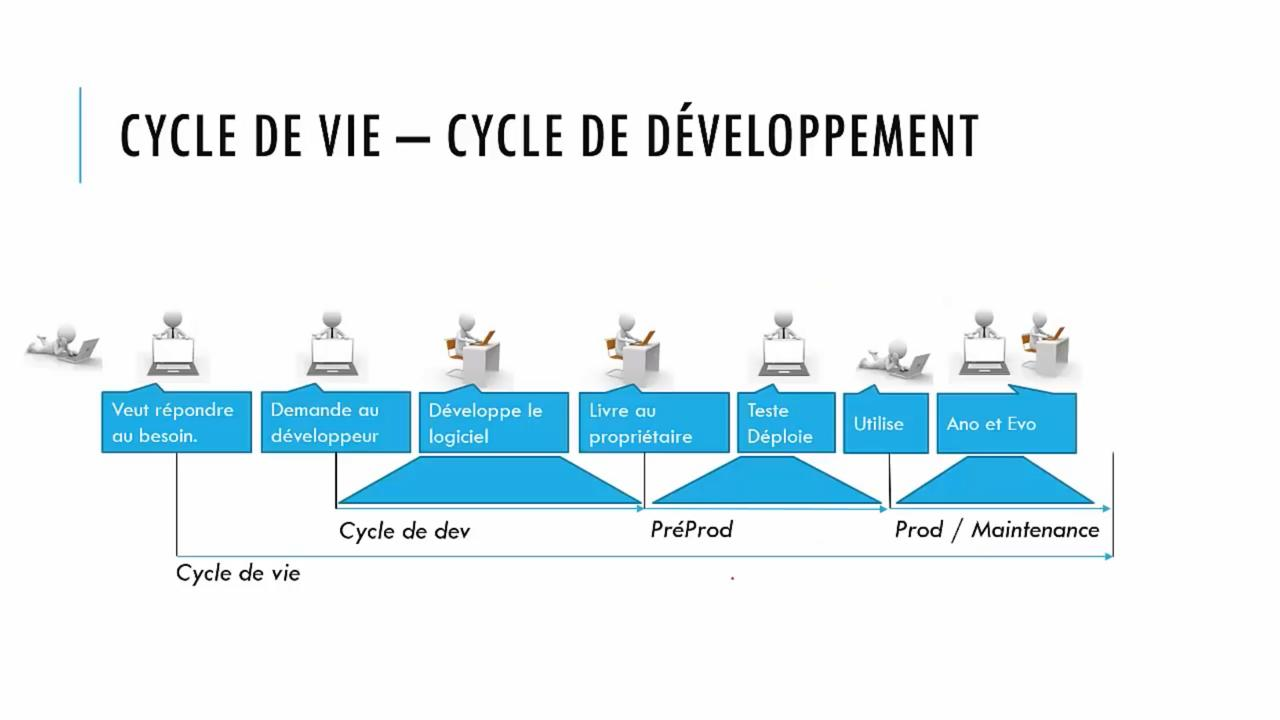 CYCLE DE VIE – CYCLE DE DÉVELOPPEMENT
Veut répondre
au besoin.
Demande au
développeur
Développe le
logiciel
Livre au
propriétaire
Teste
Déploie
Utilise
Ano et Evo
Cycle de dev
PréProd
Prod / Maintenance
Cycle de vie